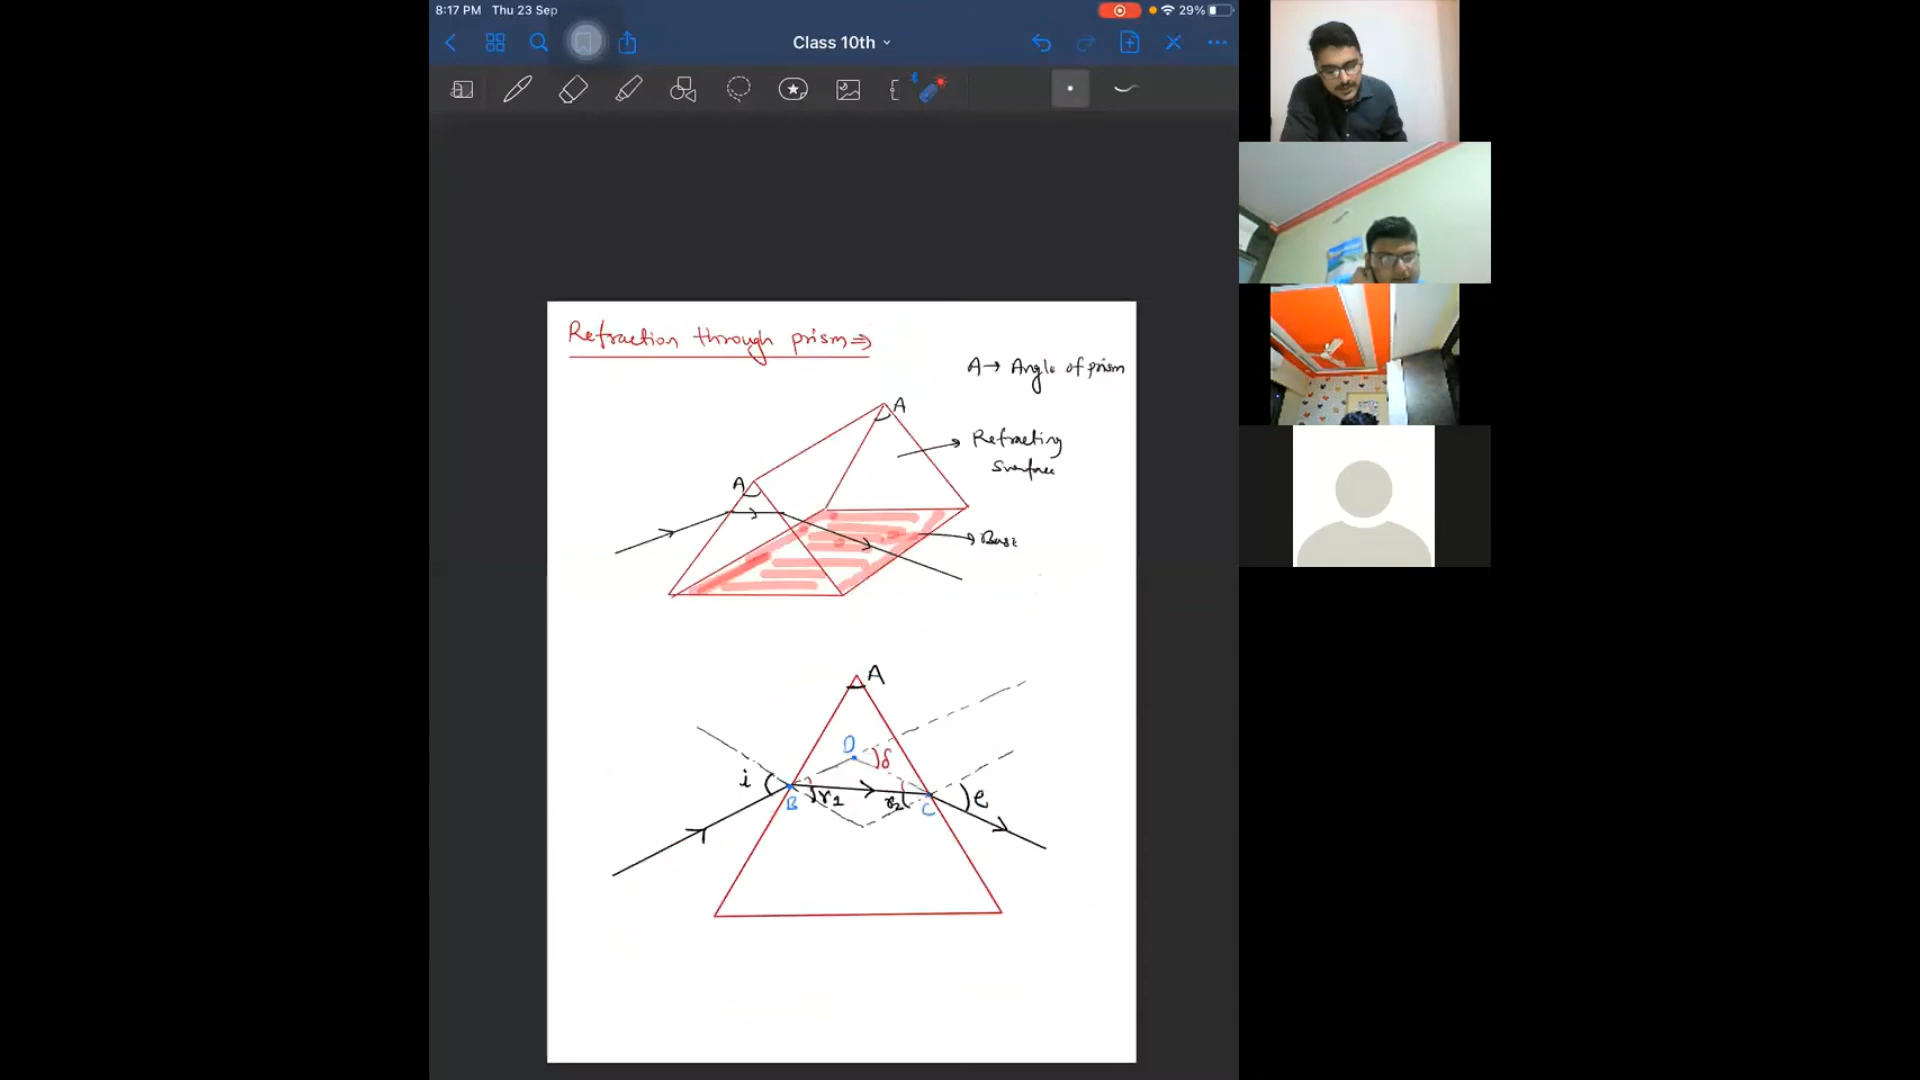 8:17 PM Thu 23 Sep
29%
Class 10th
Refraction through prism ⇒
A → Angle of prism
A
Refracting
Surface
A
Base
A
D
δ
i
B
r1
r2
C
e